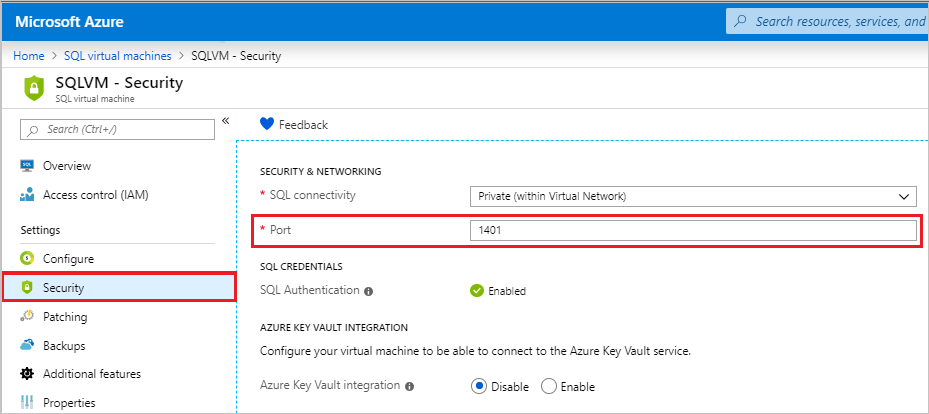 Microsoft Azure
Search resources, services, and
Home > SQL virtual machines > SQLVM - Security
SQLVM - Security
SQL virtual machine
Search (Ctrl+/)
«
Overview
Access control (IAM)
Settings
Configure
Security
Patching
Backups
Additional features
Properties
Feedback
SECURITY & NETWORKING
* SQL connectivity
Private (within Virtual Network)
* Port
1401
SQL CREDENTIALS
SQL Authentication
Enabled
AZURE KEY VAULT INTEGRATION
Configure your virtual machine to be able to connect to the Azure Key Vault service.
Azure Key Vault integration
Disable
Enable